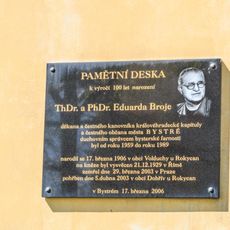 PAMĚTNÍ DESKA
k výročí 100 let narození
ThDr. a PhDr. Eduarda Broje
děkana a čestného kanovníka královéhradecké kapituly
a čestného občana města BYSTRÉ
duchovním správcem bysterské farnosti
byl od roku 1959 do roku 1989
narodil se 17. března 1906 v obci Volduchy u Rokycan
na kněze byl vysvěcen 21.12.1929 v Římě
zemřel dne 29. března 2003 v Praze
pohřben dne 5. dubna 2003 v obci Dobřív u Rokycan
v Bystrém 17. března 2006